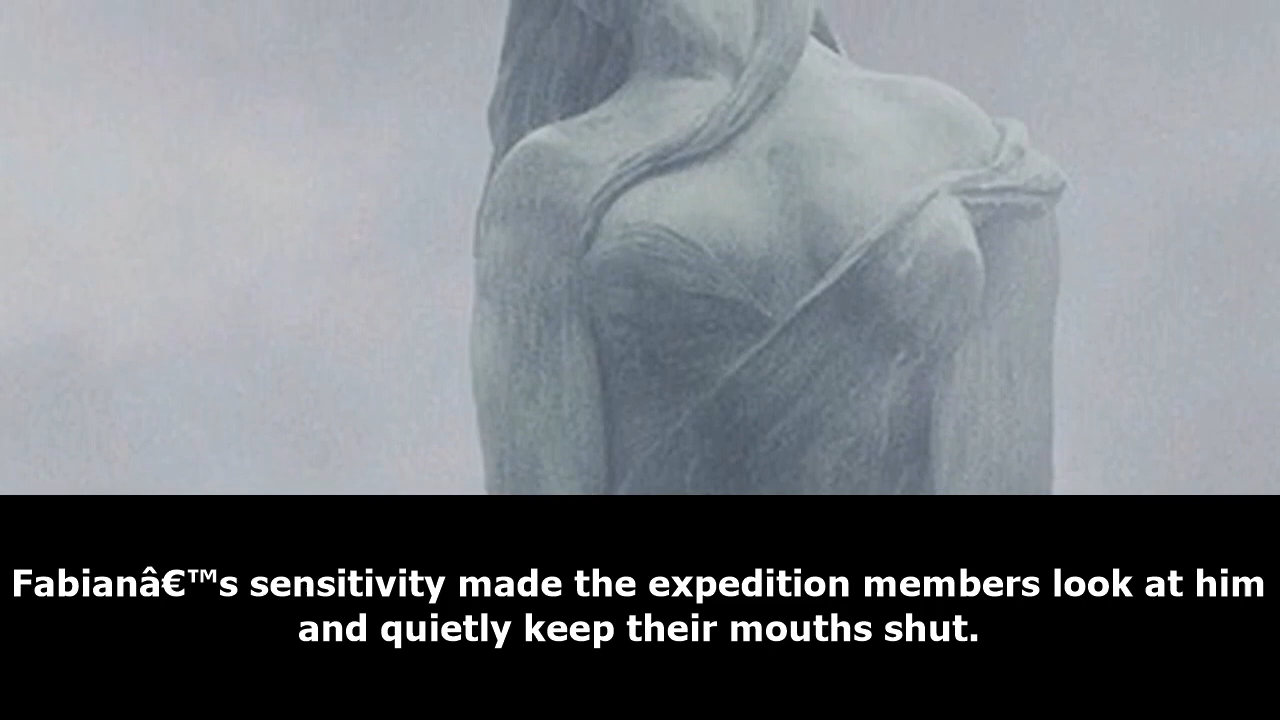 Fabianâ€™s sensitivity made the expedition members look at him
and quietly keep their mouths shut.